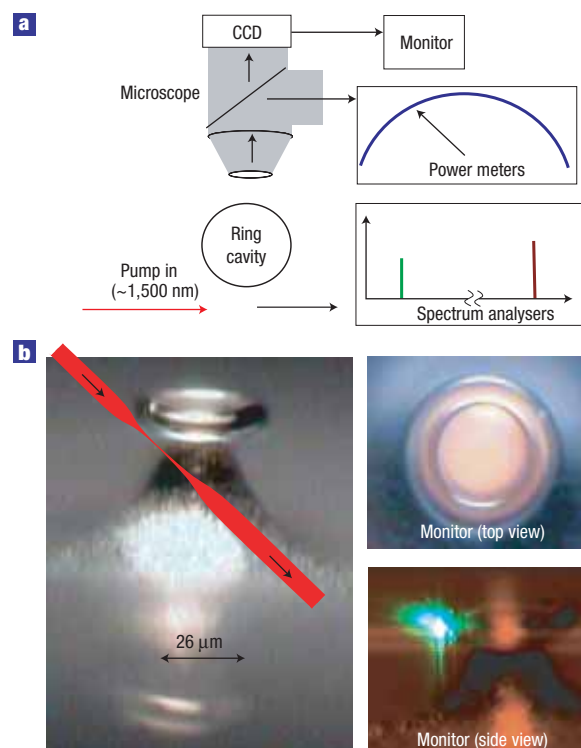 a
CCD
Monitor
Microscope
Power meters
Ring
cavity
Pump in
(~1,500 nm)
Spectrum analysers
b
Monitor (top view)
26 μm
Monitor (side view)